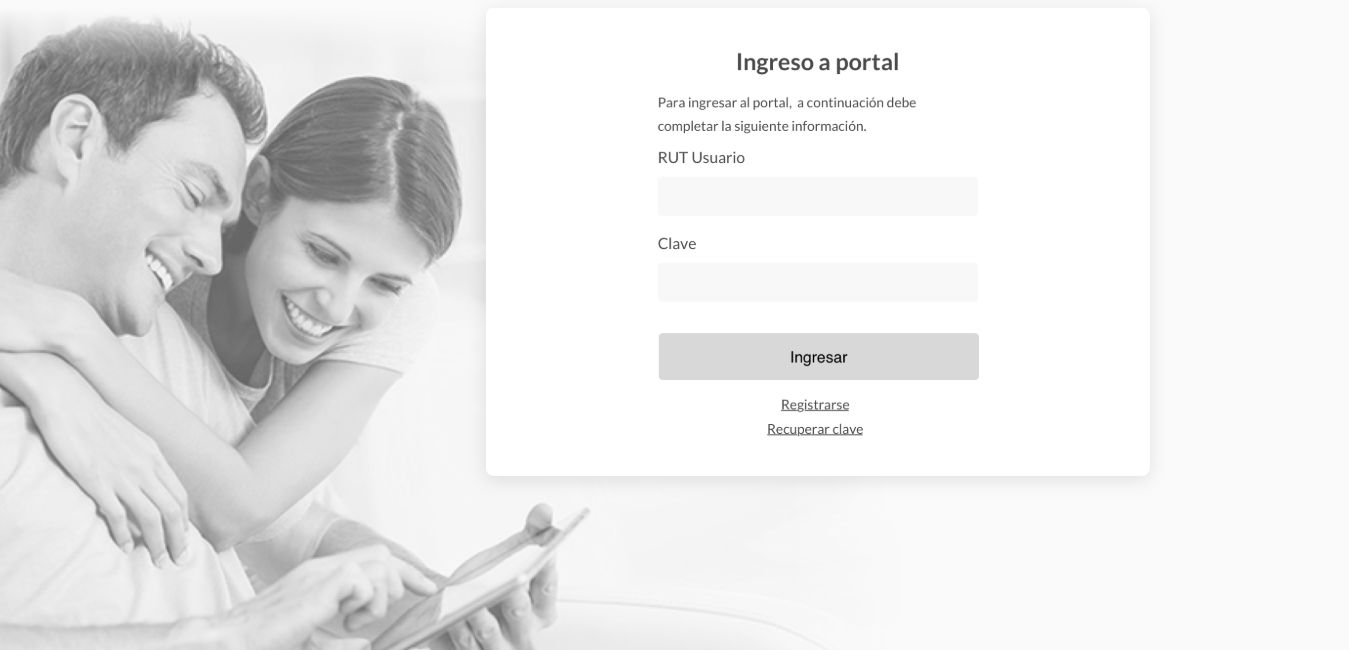 Ingreso a portal
Para ingresar al portal,  a continuación debe
completar la siguiente información.
RUT Usuario
Clave
Ingresar
Registrarse
Recuperar clave